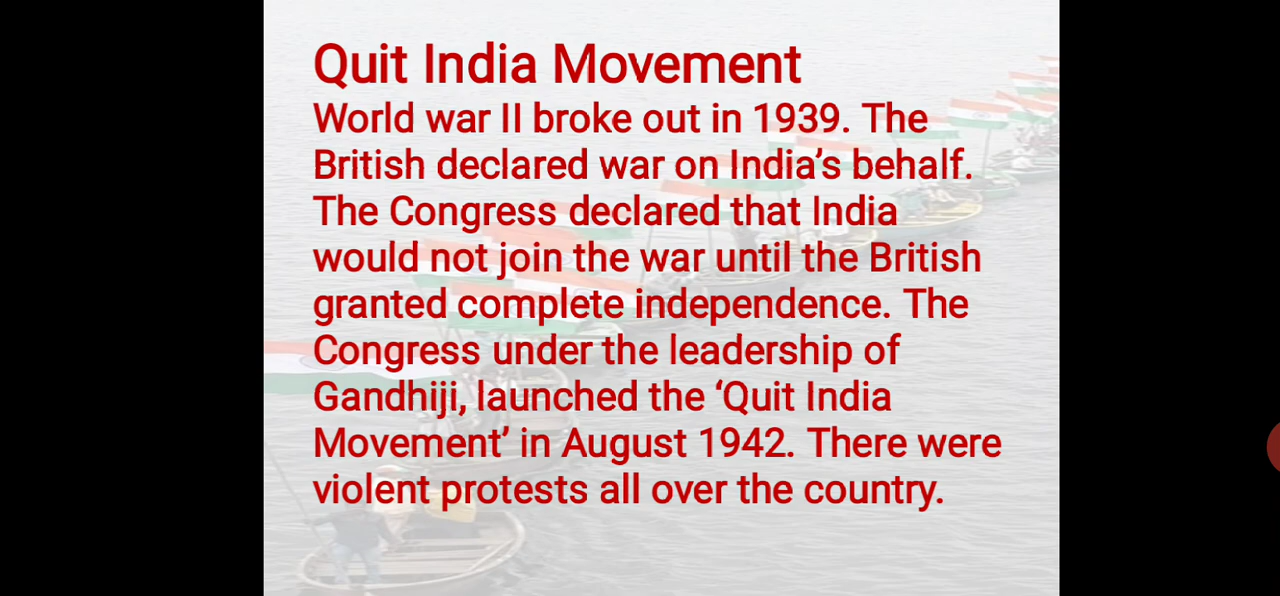 Quit India Movement
World war II broke out in 1939. The
British declared war on India’s behalf.
The Congress declared that India
would not join the war until the British
granted complete independence. The
Congress under the leadership of
Gandhiji, launched the ‘Quit India
Movement’ in August 1942. There were
violent protests all over the country.